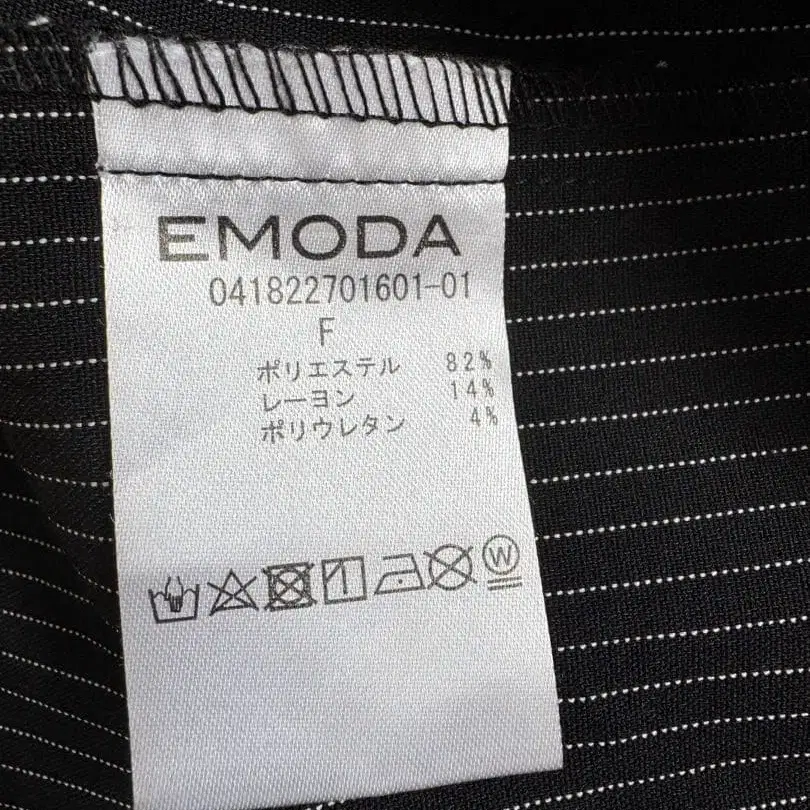 EMODA
041822701601-01
F
ポリエステル 82%
レーヨン 14%
ポリウレタン 4%
W